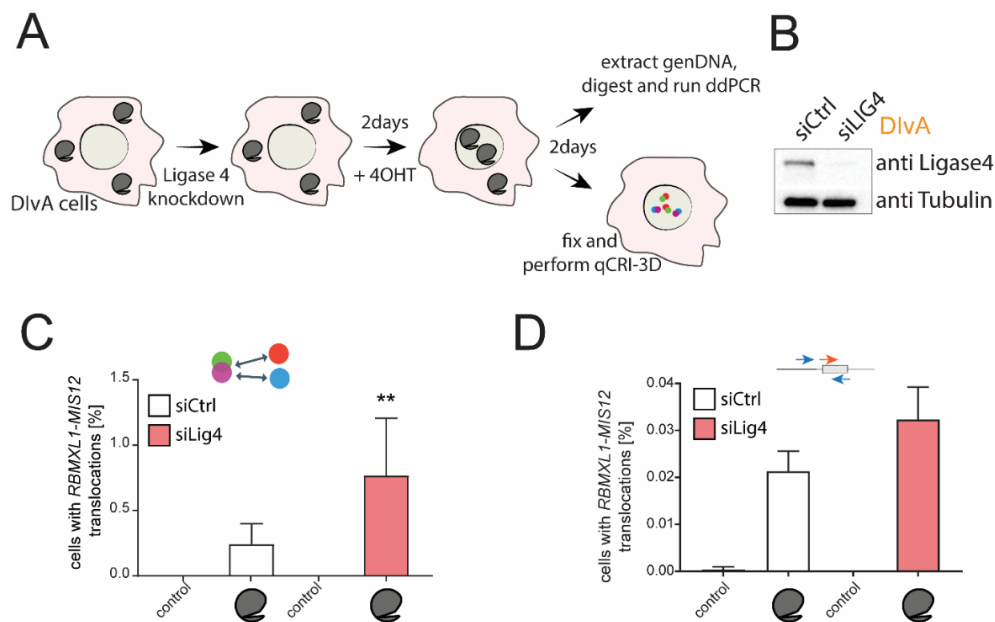 A
DIvA cells
Ligase 4
knockdown
2days
+ 4OHT
2days
extract genDNA,
digest and run ddPCR
fix and
perform qCRI-3D
B
siCtrl
siLIG4
DIvA
anti Ligase4
anti Tubulin
C
cells with RBMXL1-MIS12
translocations [%]
1.5
1.0
0.5
0.0
siCtrl
siLig4
**
control
control
D
cells with RBMXL1-MIS12
translocations [%]
0.04
0.03
0.02
0.01
0.00
siCtrl
siLig4
control
control